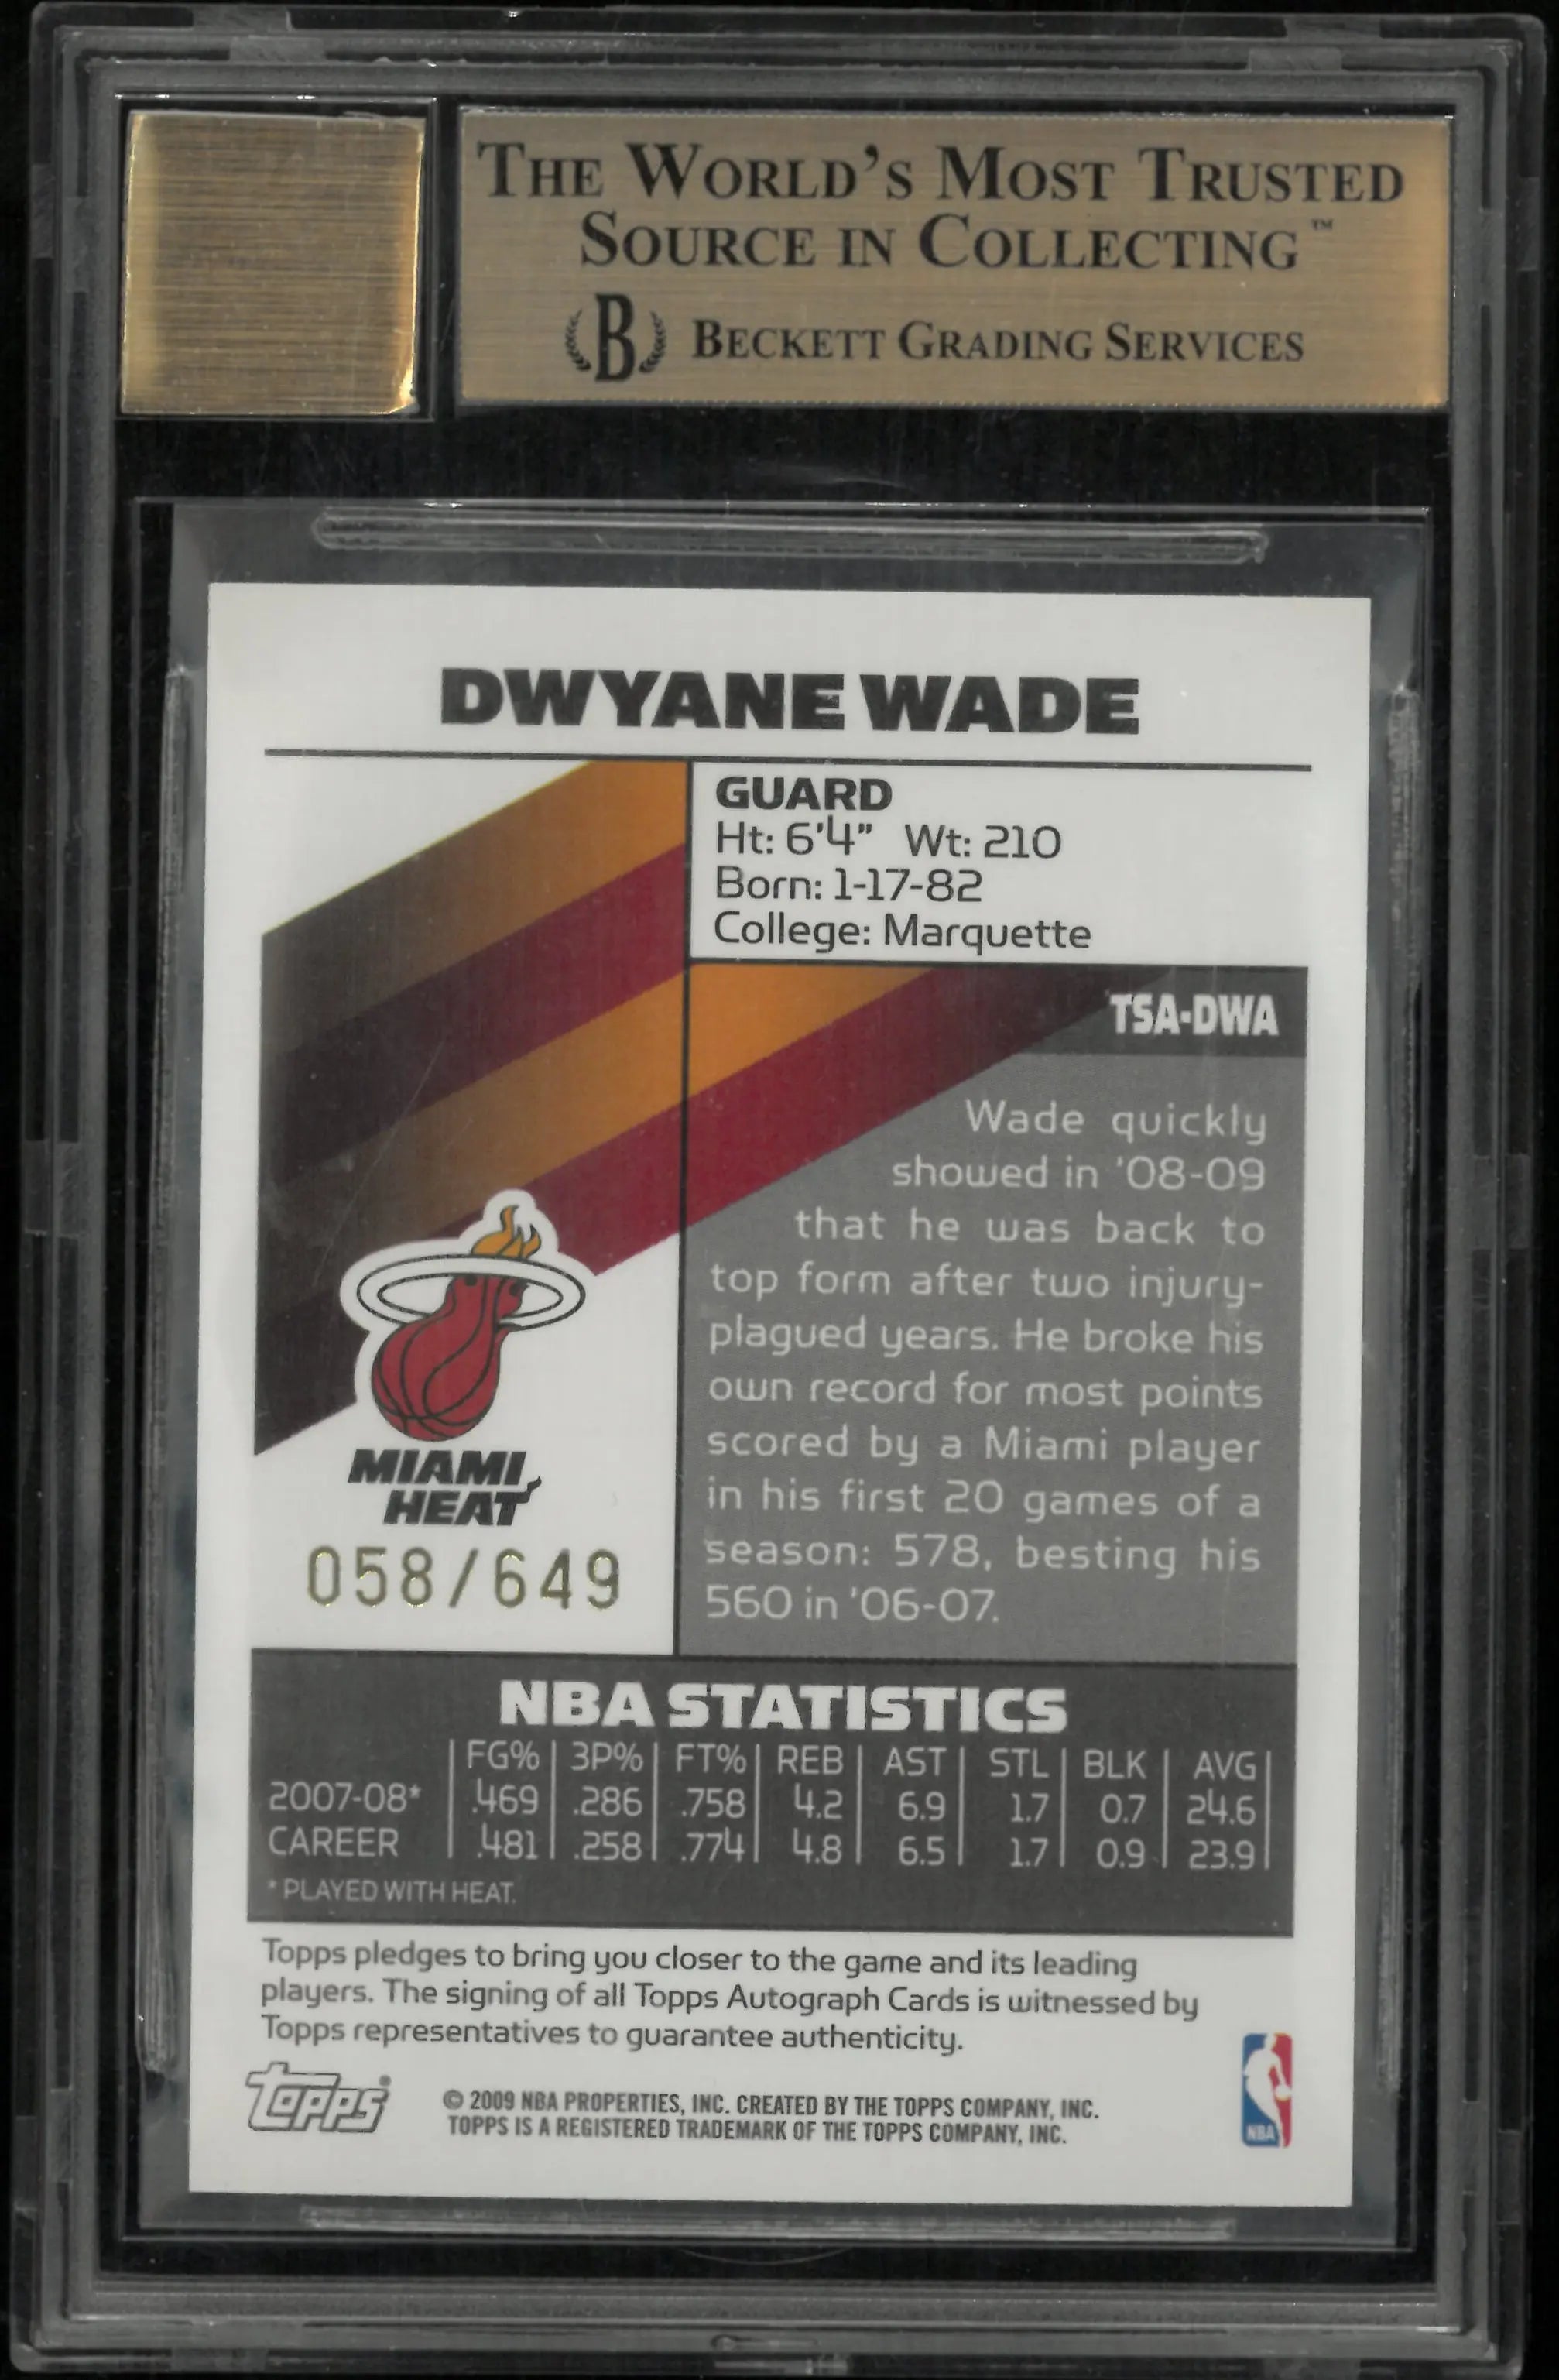 THE WORLD'S MOST TRUSTED
SOURCE IN COLLECTING™
B BECKETT GRADING SERVICES
DWYANE WADE
GUARD
Ht: 6'4" Wt: 210
Born: 1-17-82
College: Marquette
TSA-DWA
Wade quickly
showed in '08-09
that he was back to
top form after two injury-
plagued years. He broke his
own record for most points
scored by a Miami player
in his first 20 games of a
season: 578, besting his
560 in '06-07.
MIAMI
HEAT
058/649
NBA STATISTICS
FG% 3P% FT% REB AST STL BLK AVG
2007-08* .469 .286 .758 4.2 6.9 1.7 0.7 24.6
CAREER .481 .258 .774 4.8 6.5 1.7 0.9 23.9
* PLAYED WITH HEAT.
Topps pledges to bring you closer to the game and its leading
players. The signing of all Topps Autograph Cards is witnessed by
Topps representatives to guarantee authenticity.
Topps®
© 2009 NBA PROPERTIES, INC. CREATED BY THE TOPPS COMPANY, INC.
TOPPS IS A REGISTERED TRADEMARK OF THE TOPPS COMPANY, INC.
NBA